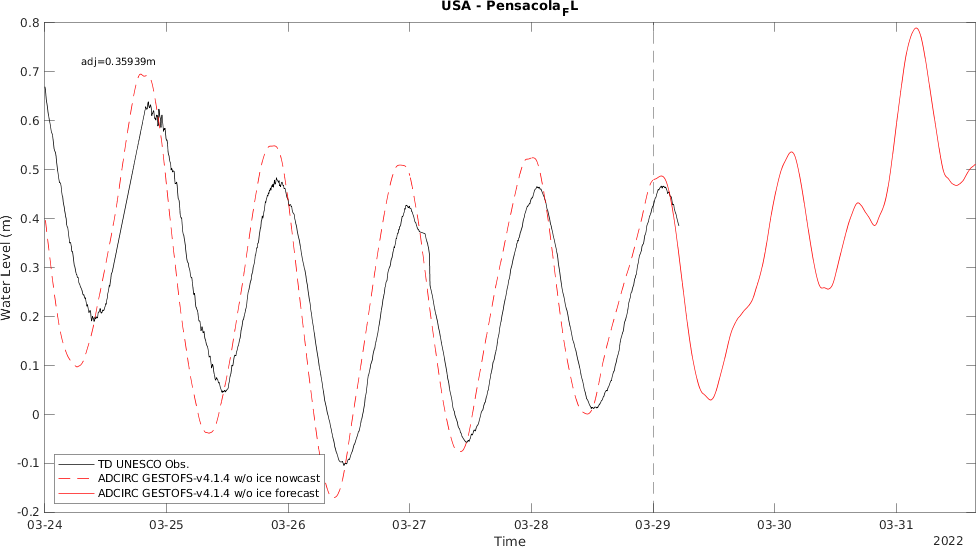 USA - Pensacola_FL
adj=0.35939m
0.8
0.7
0.6
0.5
0.4
0.3
0.2
0.1
0
-0.1
-0.2
Water Level (m)
TD UNESCO Obs.
ADCIRC GESTOFS-v4.1.4 w/o ice nowcast
ADCIRC GESTOFS-v4.1.4 w/o ice forecast
03-24 03-25 03-26 03-27 03-28 03-29 03-30 03-31
Time
2022